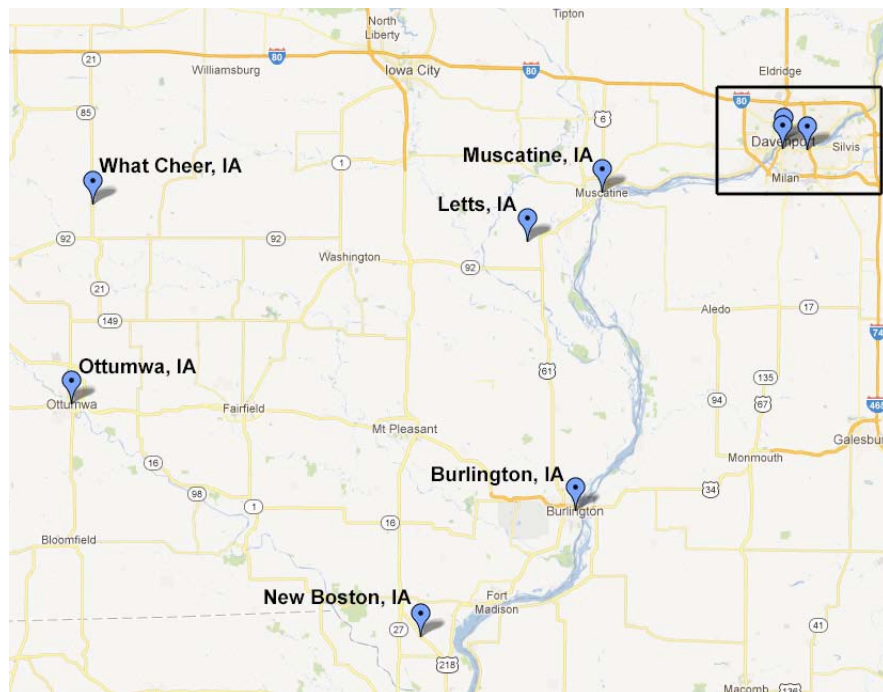 Tipton
North
Liberty
21
80
Williamsburg
Iowa City
80
Eldridge
80
6
85
Davenport
Silvis
What Cheer, IA
Muscatine, IA
1
Milan
Muscatine
Letts, IA
92
92
Washington
92
21
Aledo
17
149
74
Ottumwa, IA
61
135
94
67
Ottumwa
Fairfield
Mt Pleasant
Galesburg
Monmouth
16
Burlington, IA
98
34
1
Burlington
16
Bloomfield
New Boston, IA
Fort
Madison
27
41
218
Macomb
136